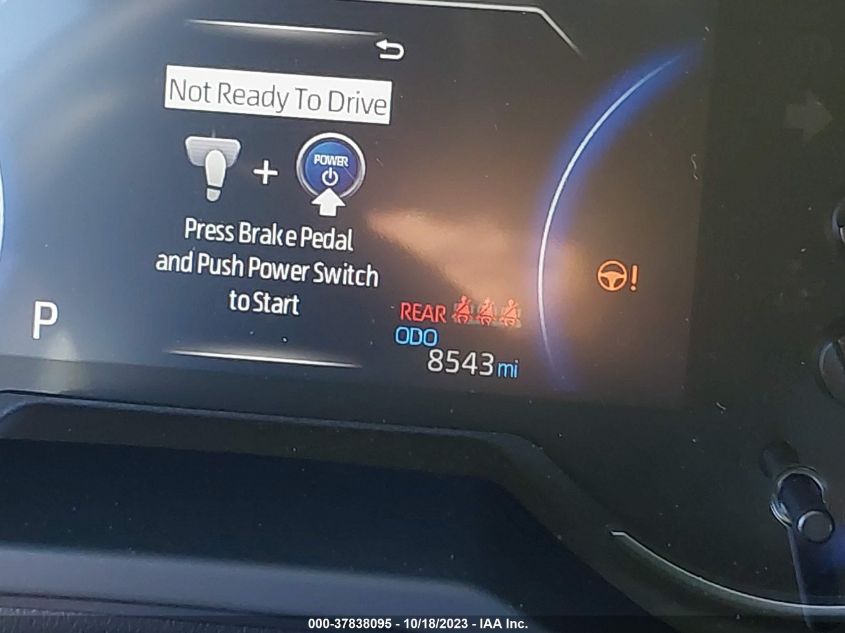 Not Ready To Drive
POWER
+
Press Brake Pedal
and Push Power Switch
to Start
P
REAR
!
ODO
8543 mi
000-37838095 - 10/18/2023 - IAA Inc.